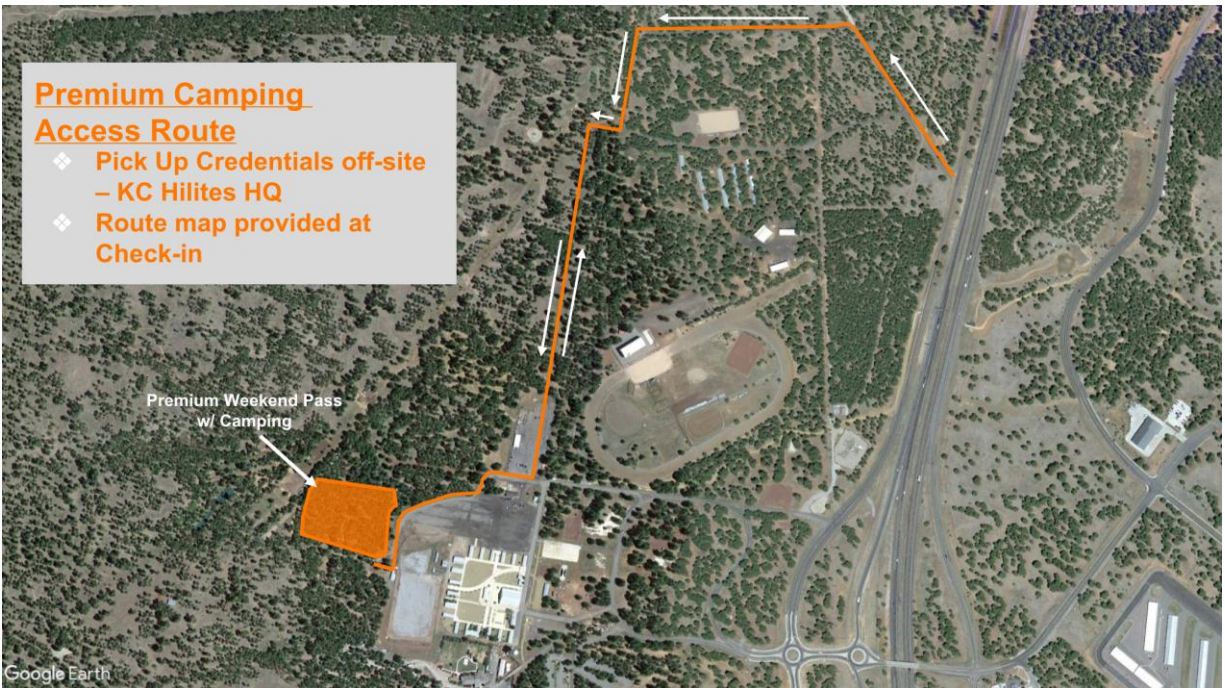 Premium Camping
Access Route
❖ Pick Up Credentials off-site
– KC Hilites HQ
❖ Route map provided at
Check-in
Premium Weekend Pass
w/ Camping
Google Earth